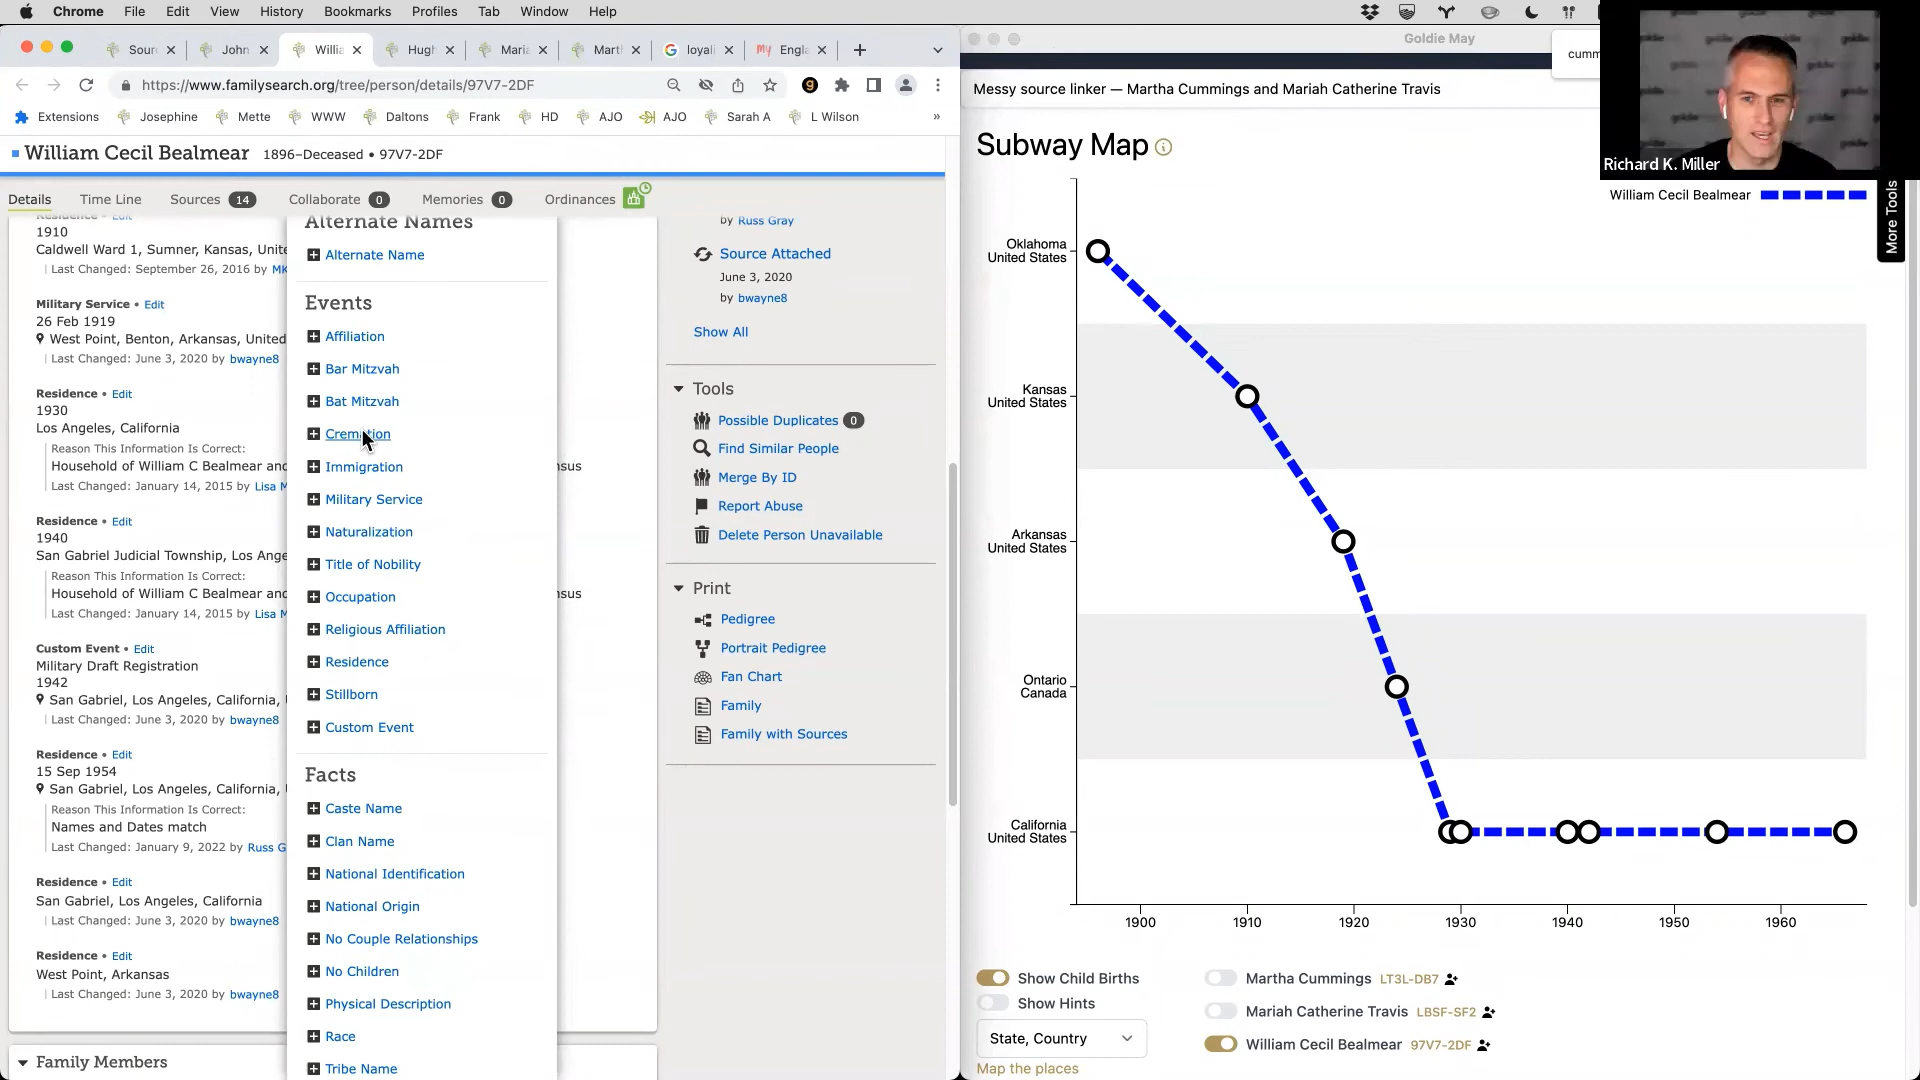 Chrome File Edit View History Bookmarks Profiles Tab Window Help
Sour John Willia Hugh Maria Marth loyali Engla
Goldie May
cumm
https://www.familysearch.org/tree/person/details/97V7-2DF
Messy source linker — Martha Cummings and Mariah Catherine Travis
Extensions Josephine Mette WWW Daltons Frank HD AJO AJO Sarah A L Wilson »
William Cecil Bealmear 1896–Deceased • 97V7-2DF
Subway Map
Richard K. Miller
Details Time Line Sources 14 Collaborate 0 Memories 0 Ordinances
William Cecil Bealmear
More Tools
Residence • Edit
1910
Caldwell Ward 1, Sumner, Kansas, Unite
Last Changed: September 26, 2016 by MK
Military Service • Edit
26 Feb 1919
West Point, Benton, Arkansas, United
Last Changed: June 3, 2020 by bwayne8
Residence • Edit
1930
Los Angeles, California
Reason This Information Is Correct:
Household of William C Bealmear and
nsus
Last Changed: January 14, 2015 by Lisa M
Residence • Edit
1940
San Gabriel Judicial Township, Los Ange
Reason This Information Is Correct:
Household of William C Bealmear and
nsus
Last Changed: January 14, 2015 by Lisa M
Custom Event • Edit
Military Draft Registration
1942
San Gabriel, Los Angeles, California,
Last Changed: June 3, 2020 by bwayne8
Residence • Edit
15 Sep 1954
San Gabriel, Los Angeles, California,
Reason This Information Is Correct:
Names and Dates match
Last Changed: January 9, 2022 by Russ G
Residence • Edit
San Gabriel, Los Angeles, California
Last Changed: June 3, 2020 by bwayne8
Residence • Edit
West Point, Arkansas
Last Changed: June 3, 2020 by bwayne8
Family Members
Alternate Names
Alternate Name
Events
Affiliation
Bar Mitzvah
Bat Mitzvah
Cremation
Immigration
Military Service
Naturalization
Title of Nobility
Occupation
Religious Affiliation
Residence
Stillborn
Custom Event
Facts
Caste Name
Clan Name
National Identification
National Origin
No Couple Relationships
No Children
Physical Description
Race
Tribe Name
by Russ Gray
Source Attached
June 3, 2020
by bwayne8
Show All
Tools
Possible Duplicates 0
Find Similar People
Merge By ID
Report Abuse
Delete Person Unavailable
Print
Pedigree
Portrait Pedigree
Fan Chart
Family
Family with Sources
Oklahoma
United States
Kansas
United States
Arkansas
United States
Ontario
Canada
California
United States
1900 1910 1920 1930 1940 1950 1960
Show Child Births
Show Hints
State, Country
Map the places
Martha Cummings LT3L-DB7
Mariah Catherine Travis LBSF-SF2
William Cecil Bealmear 97V7-2DF